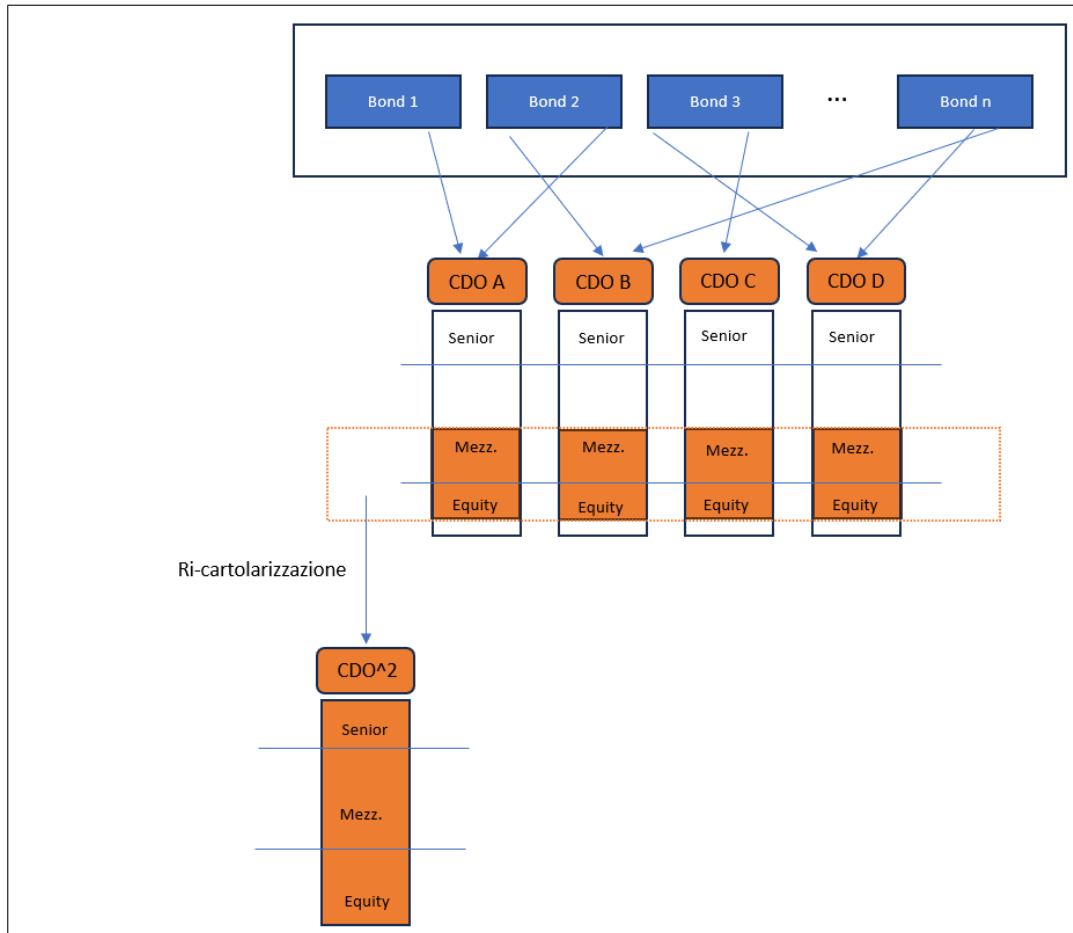 Bond 1
Bond 2
Bond 3
...
Bond n
CDO A
CDO B
CDO C
CDO D
Senior
Senior
Senior
Senior
Mezz.
Mezz.
Mezz.
Mezz.
Equity
Equity
Equity
Equity
Ri-cartolarizzazione
CDO^2
Senior
Mezz.
Equity